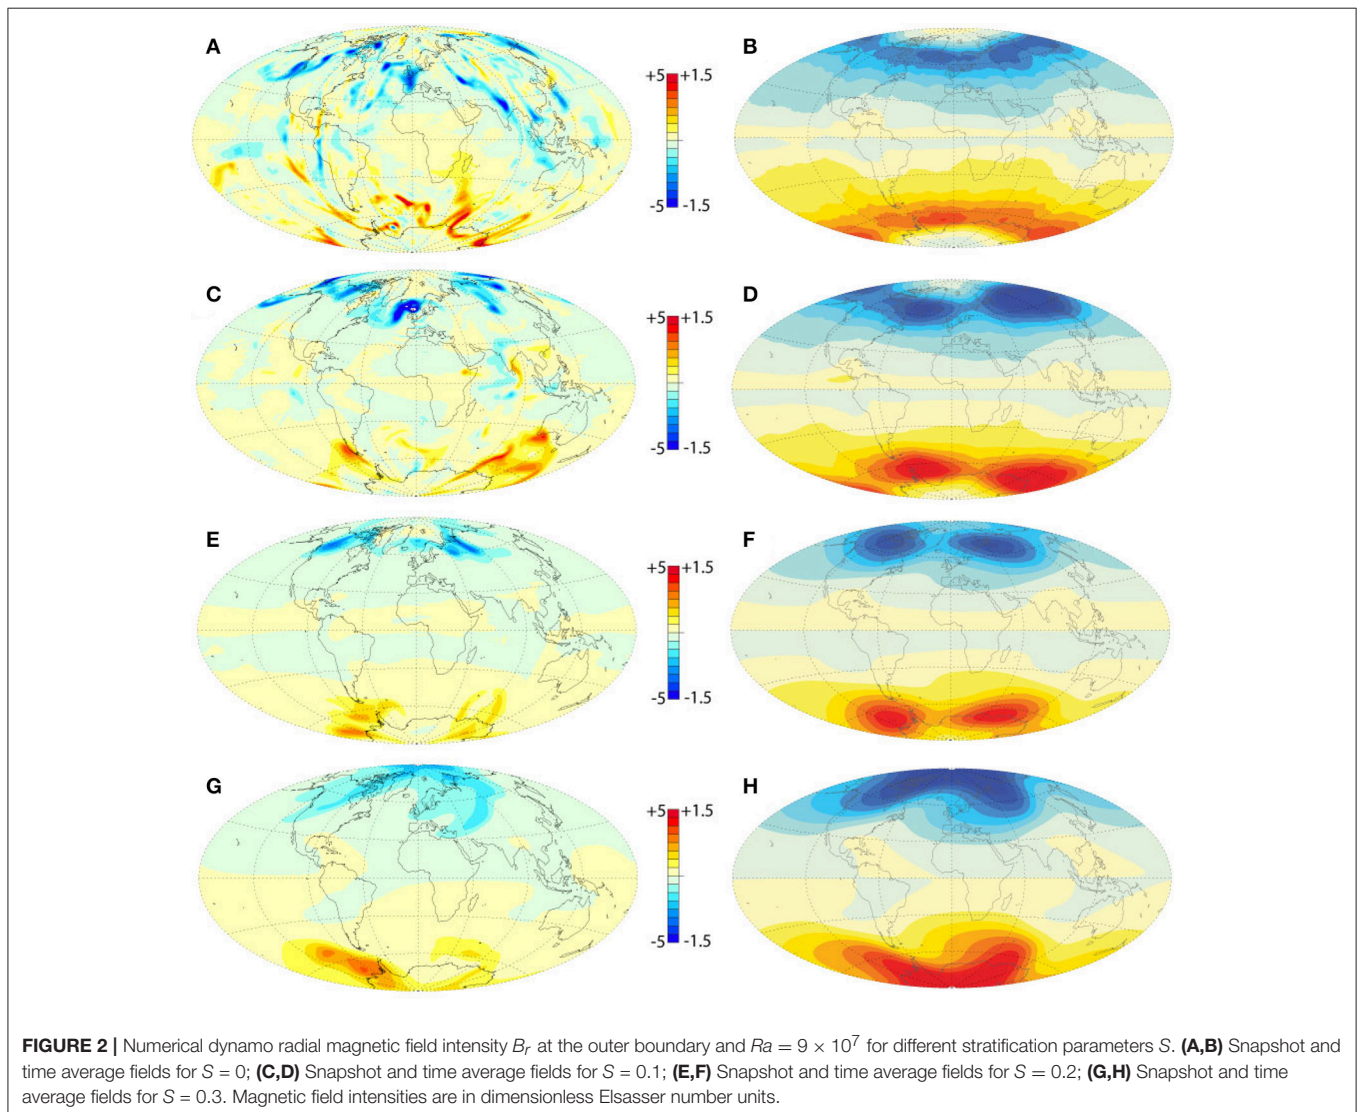 A
B
+5 +1.5
-5 -1.5
C
D
+5 +1.5
-5 -1.5
E
F
+5 +1.5
-5 -1.5
G
H
+5 +1.5
-5 -1.5
FIGURE 2 | Numerical dynamo radial magnetic field intensity Bᵣ at the outer boundary and Ra = 9 × 10⁷ for different stratification parameters S. (A,B) Snapshot and
time average fields for S = 0; (C,D) Snapshot and time average fields for S = 0.1; (E,F) Snapshot and time average fields for S = 0.2; (G,H) Snapshot and time
average fields for S = 0.3. Magnetic field intensities are in dimensionless Elsasser number units.